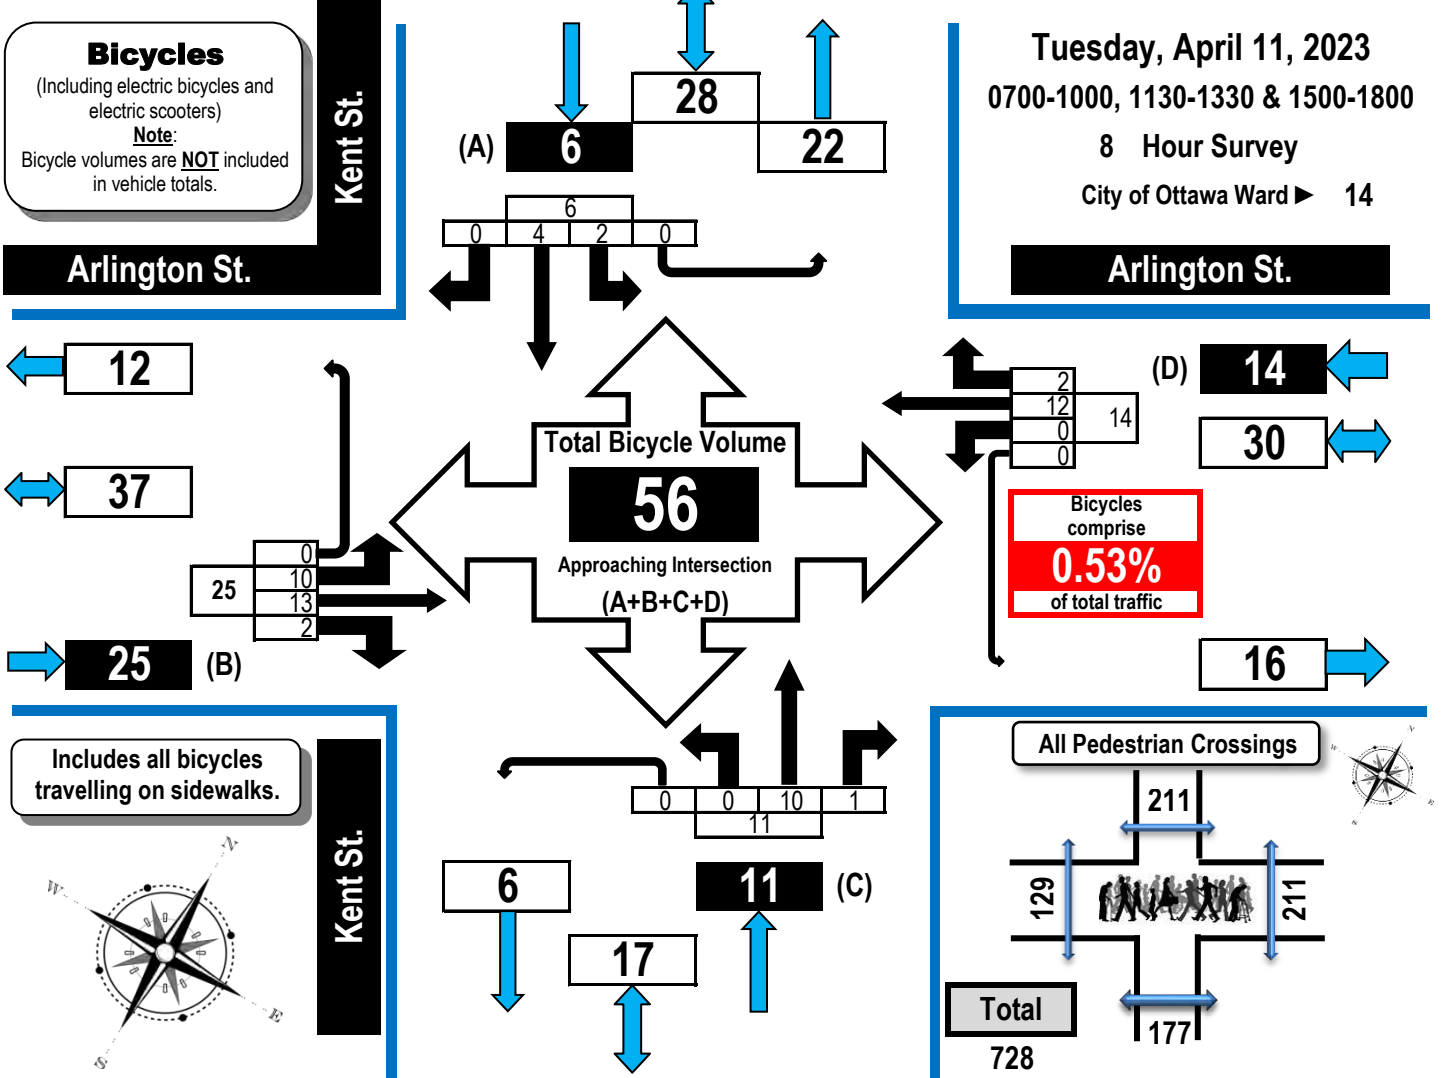 Bicycles
(Including electric bicycles and
electric scooters)
Note:
Bicycle volumes are NOT included
in vehicle totals.
Kent St.
Arlington St.
(A)
6
28
22
6
0 4 2 0
Tuesday, April 11, 2023
0700-1000, 1130-1330 & 1500-1800
8 Hour Survey
City of Ottawa Ward ► 14
Arlington St.
12
37
25
0
10
13
2
25
(B)
Total Bicycle Volume
56
Approaching Intersection
(A+B+C+D)
2
12
0
0
14
(D)
14
30
Bicycles
comprise
0.53%
of total traffic
16
Includes all bicycles
travelling on sidewalks.
Kent St.
N
W
E
S
0 0 10 1
11
6
11
(C)
17
All Pedestrian Crossings
N
W
E
S
211
129
211
177
Total
728